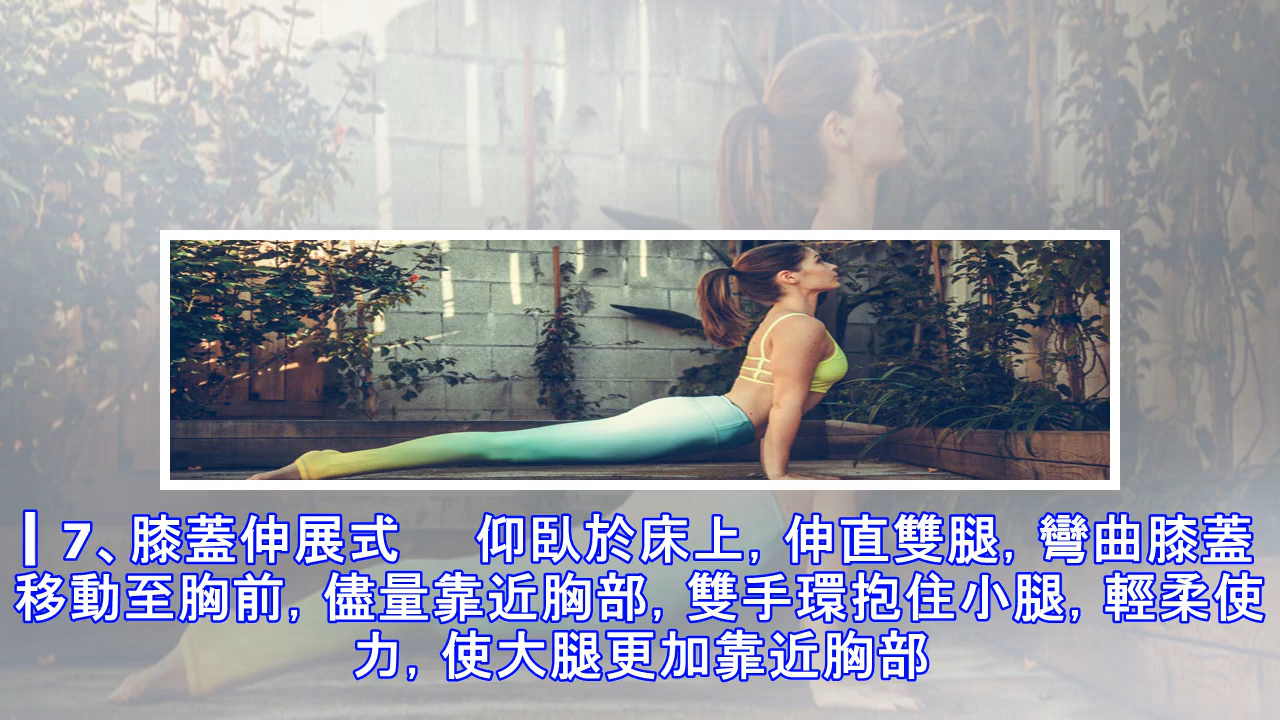 ▎7、膝蓋伸展式　仰臥於床上, 伸直雙腿, 彎曲膝蓋
移動至胸前, 儘量靠近胸部, 雙手環抱住小腿, 輕柔使
力, 使大腿更加靠近胸部